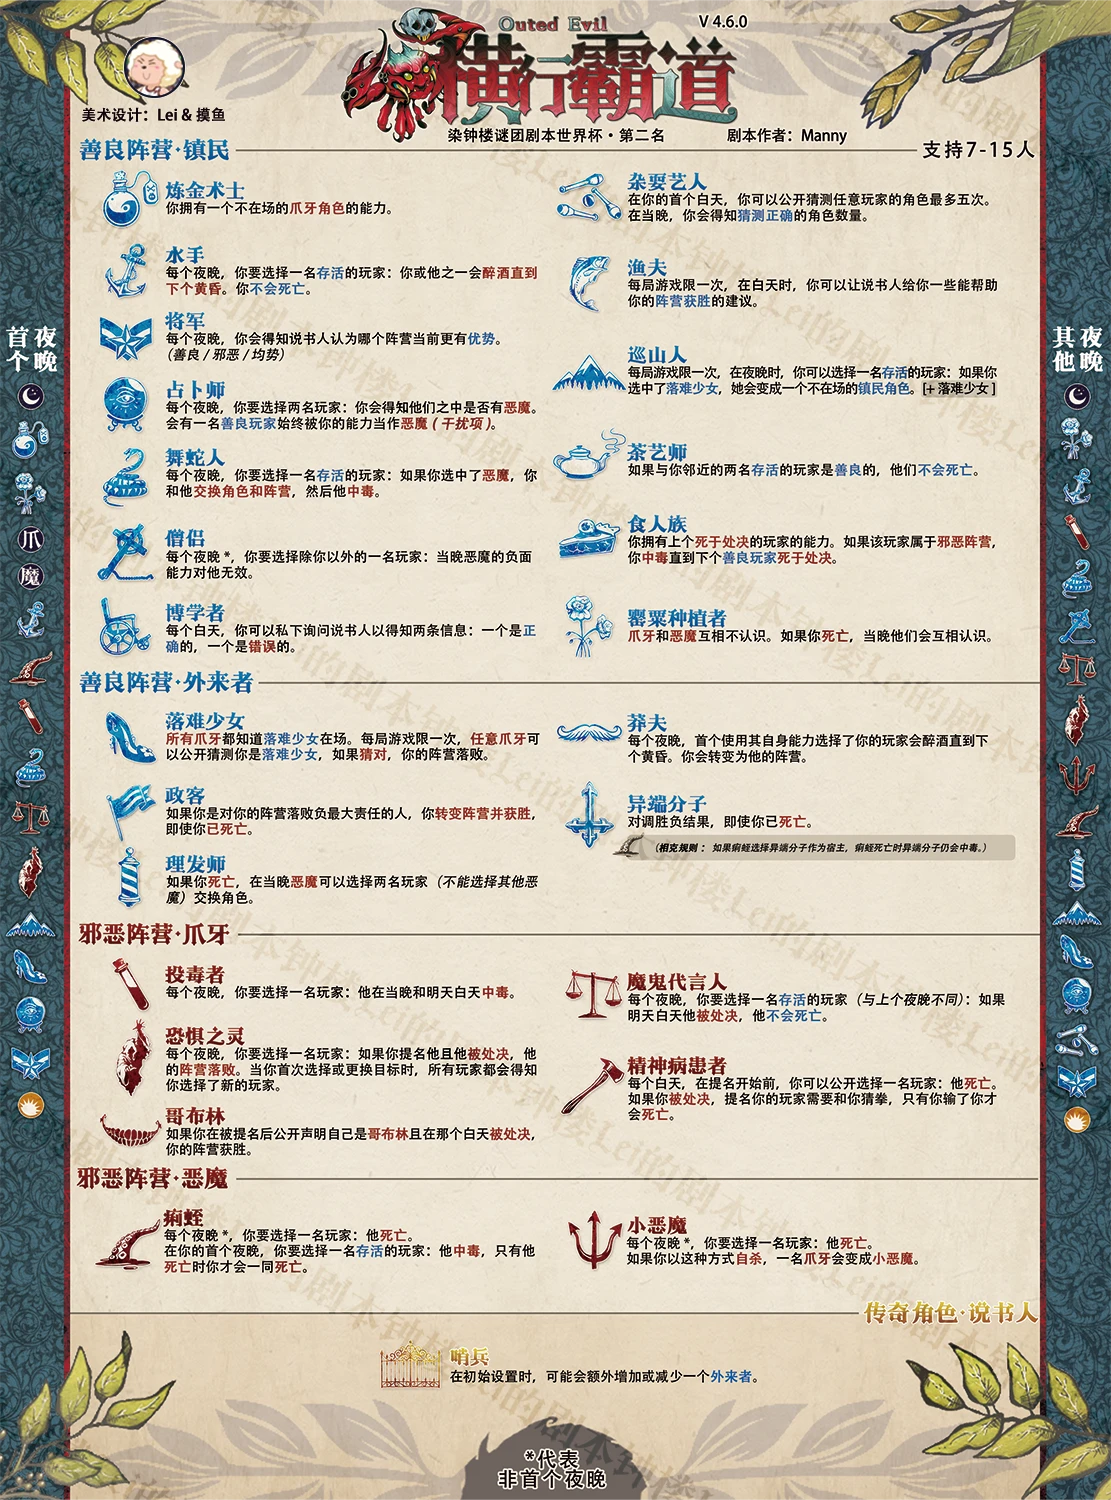 Outed Evil
V 4.6.0
横行霸道
美术设计：Lei & 摸鱼
染钟楼谜团剧本世界杯·第二名
剧本作者：Manny
善良阵营·镇民
支持7-15人
炼金术士
你拥有一个不在场的爪牙角色的能力。
水手
每个夜晚，你要选择一名存活的玩家：你或他之一会醉酒直到
下个黄昏。你不会死亡。
将军
每个夜晚，你会得知说书人认为哪个阵营当前更有优势。
（善良 / 邪恶 / 均势）
占卜师
每个夜晚，你要选择两名玩家：你会得知他们之中是否有恶魔。
会有一名善良玩家始终被你的能力当作恶魔（干扰项）。
舞蛇人
每个夜晚，你要选择一名存活的玩家：如果你选中了恶魔，你
和他交换角色和阵营，然后他中毒。
僧侣
每个夜晚 *，你要选择除你以外的一名玩家：当晚恶魔的负面
能力对他无效。
博学者
每个白天，你可以私下询问说书人以得知两条信息：一个是正
确的，一个是错误的。
杂耍艺人
在你的首个白天，你可以公开猜测任意玩家的角色最多五次。
在当晚，你会得知猜测正确的角色数量。
渔夫
每局游戏限一次，在白天时，你可以让说书人给你一些能帮助
你的阵营获胜的建议。
巡山人
每局游戏限一次，在夜晚时，你可以选择一名存活的玩家：如果你
选中了落难少女，她会变成一个不在场的镇民角色。[+ 落难少女 ]
茶艺师
如果与你邻近的两名存活的玩家是善良的，他们不会死亡。
食人族
你拥有上个死于处决的玩家的能力。如果该玩家属于邪恶阵营，
你中毒直到下个善良玩家死于处决。
罂粟种植者
爪牙和恶魔互相不认识。如果你死亡，当晚他们会互相认识。
首个夜晚
爪
魔
其他夜晚
善良阵营·外来者
落难少女
所有爪牙都知道落难少女在场。每局游戏限一次，任意爪牙可
以公开猜测你是落难少女，如果猜对，你的阵营落败。
政客
如果你是对你的阵营落败负最大责任的人，你转变阵营并获胜，
即使你已死亡。
理发师
如果你死亡，在当晚恶魔可以选择两名玩家（不能选择其他恶
魔）交换角色。
莽夫
每个夜晚，首个使用其自身能力选择了你的玩家会醉酒直到下
个黄昏。你会转变为他的阵营。
异端分子
对调胜负结果，即使你已死亡。
（相克规则： 如果痢蛭选择异端分子作为宿主，痢蛭死亡时异端分子仍会中毒。）
邪恶阵营·爪牙
投毒者
每个夜晚，你要选择一名玩家：他在当晚和明天白天中毒。
恐惧之灵
每个夜晚，你要选择一名玩家：如果你提名他且他被处决，他
的阵营落败。当你首次选择或更换目标时，所有玩家都会得知
你选择了新的玩家。
哥布林
如果你在被提名后公开声明自己是哥布林且在那个白天被处决，
你的阵营获胜。
魔鬼代言人
每个夜晚，你要选择一名存活的玩家（与上个夜晚不同）：如果
明天白天他被处决，他不会死亡。
精神病患者
每个白天，在提名开始前，你可以公开选择一名玩家：他死亡。
如果你被处决，提名你的玩家需要和你猜拳，只有你输了你才
会死亡。
邪恶阵营·恶魔
痢蛭
每个夜晚 *，你要选择一名玩家：他死亡。
在你的首个夜晚，你要选择一名存活的玩家：他中毒，只有他
死亡时你才会一同死亡。
小恶魔
每个夜晚 *，你要选择一名玩家：他死亡。
如果你以这种方式自杀，一名爪牙会变成小恶魔。
传奇角色·说书人
哨兵
在初始设置时，可能会额外增加或减少一个外来者。
*代表
非首个夜晚